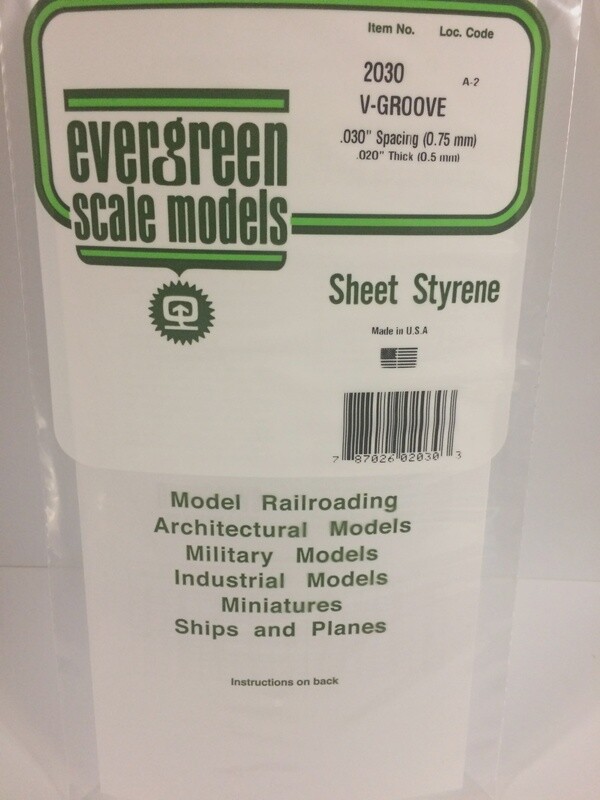 Item No. Loc. Code
2030 A-2
V-GROOVE
.030" Spacing (0.75 mm)
.020" Thick (0.5 mm)
evergreen
scale models
Sheet Styrene
Made in U.S.A
7 87026 02030 3
Model Railroading
Architectural Models
Military Models
Industrial Models
Miniatures
Ships and Planes
Instructions on back